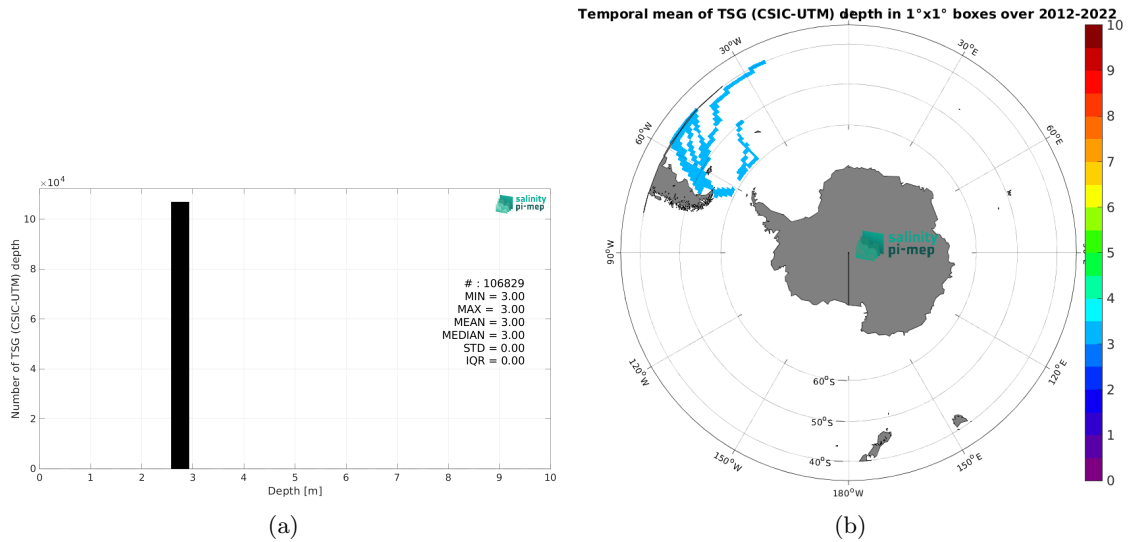 Temporal mean of TSG (CSIC-UTM) depth in 1°x1° boxes over 2012-2022
×10⁴
10
8
6
4
2
0
Number of TSG (CSIC-UTM) depth
salinity
pi-mep
# : 106829
MIN = 3.00
MAX = 3.00
MEAN = 3.00
MEDIAN = 3.00
STD = 0.00
IQR = 0.00
0 1 2 3 4 5 6 7 8 9 10
Depth [m]
(a)
30°W
30°E
60°W
60°E
90°W
salinity
pi-mep
120°W
120°E
60°S
50°S
40°S
150°W
150°E
180°W
10
9
8
7
6
5
4
3
2
1
0
(b)